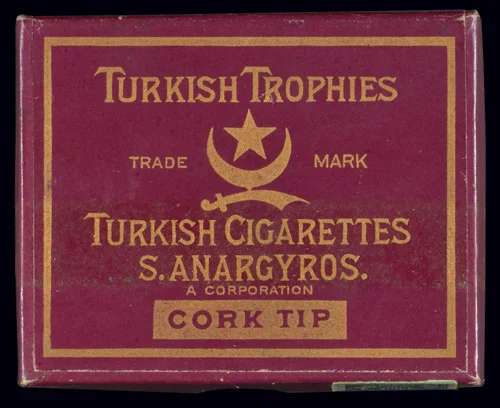 TURKISH TROPHIES
TRADE MARK
TURKISH CIGARETTES
S. ANARGYROS.
A CORPORATION
CORK TIP